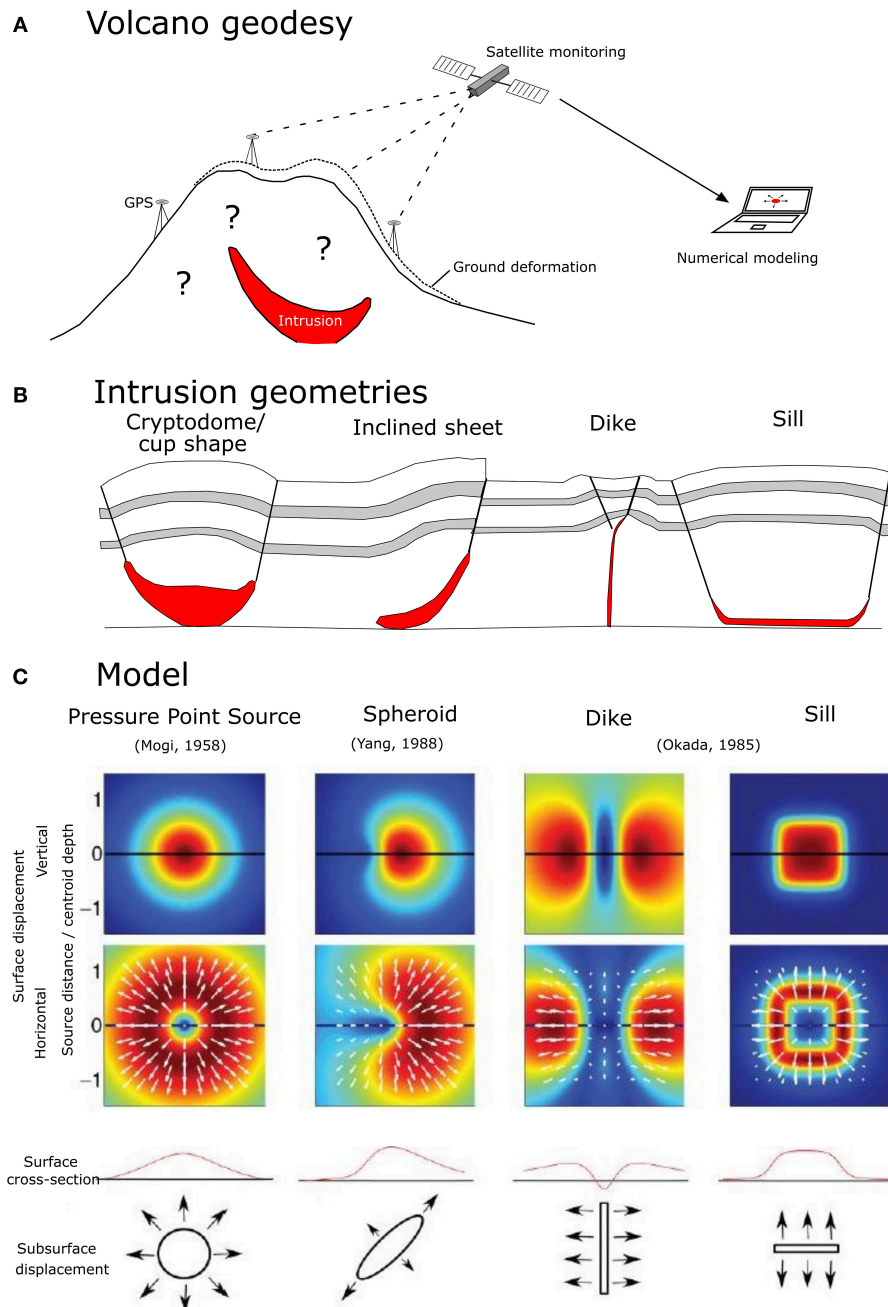 A
Volcano geodesy
Satellite monitoring
GPS
?
?
?
Ground deformation
Intrusion
Numerical modeling
B
Intrusion geometries
Cryptodome/
cup shape
Inclined sheet
Dike
Sill
C
Model
Pressure Point Source
Spheroid
Dike
Sill
(Mogi, 1958)
(Yang, 1988)
(Okada, 1985)
Surface displacement
Vertical
Horizontal
Source distance / centroid depth
1
0
−1
1
0
−1
Surface
cross-section
Subsurface
displacement